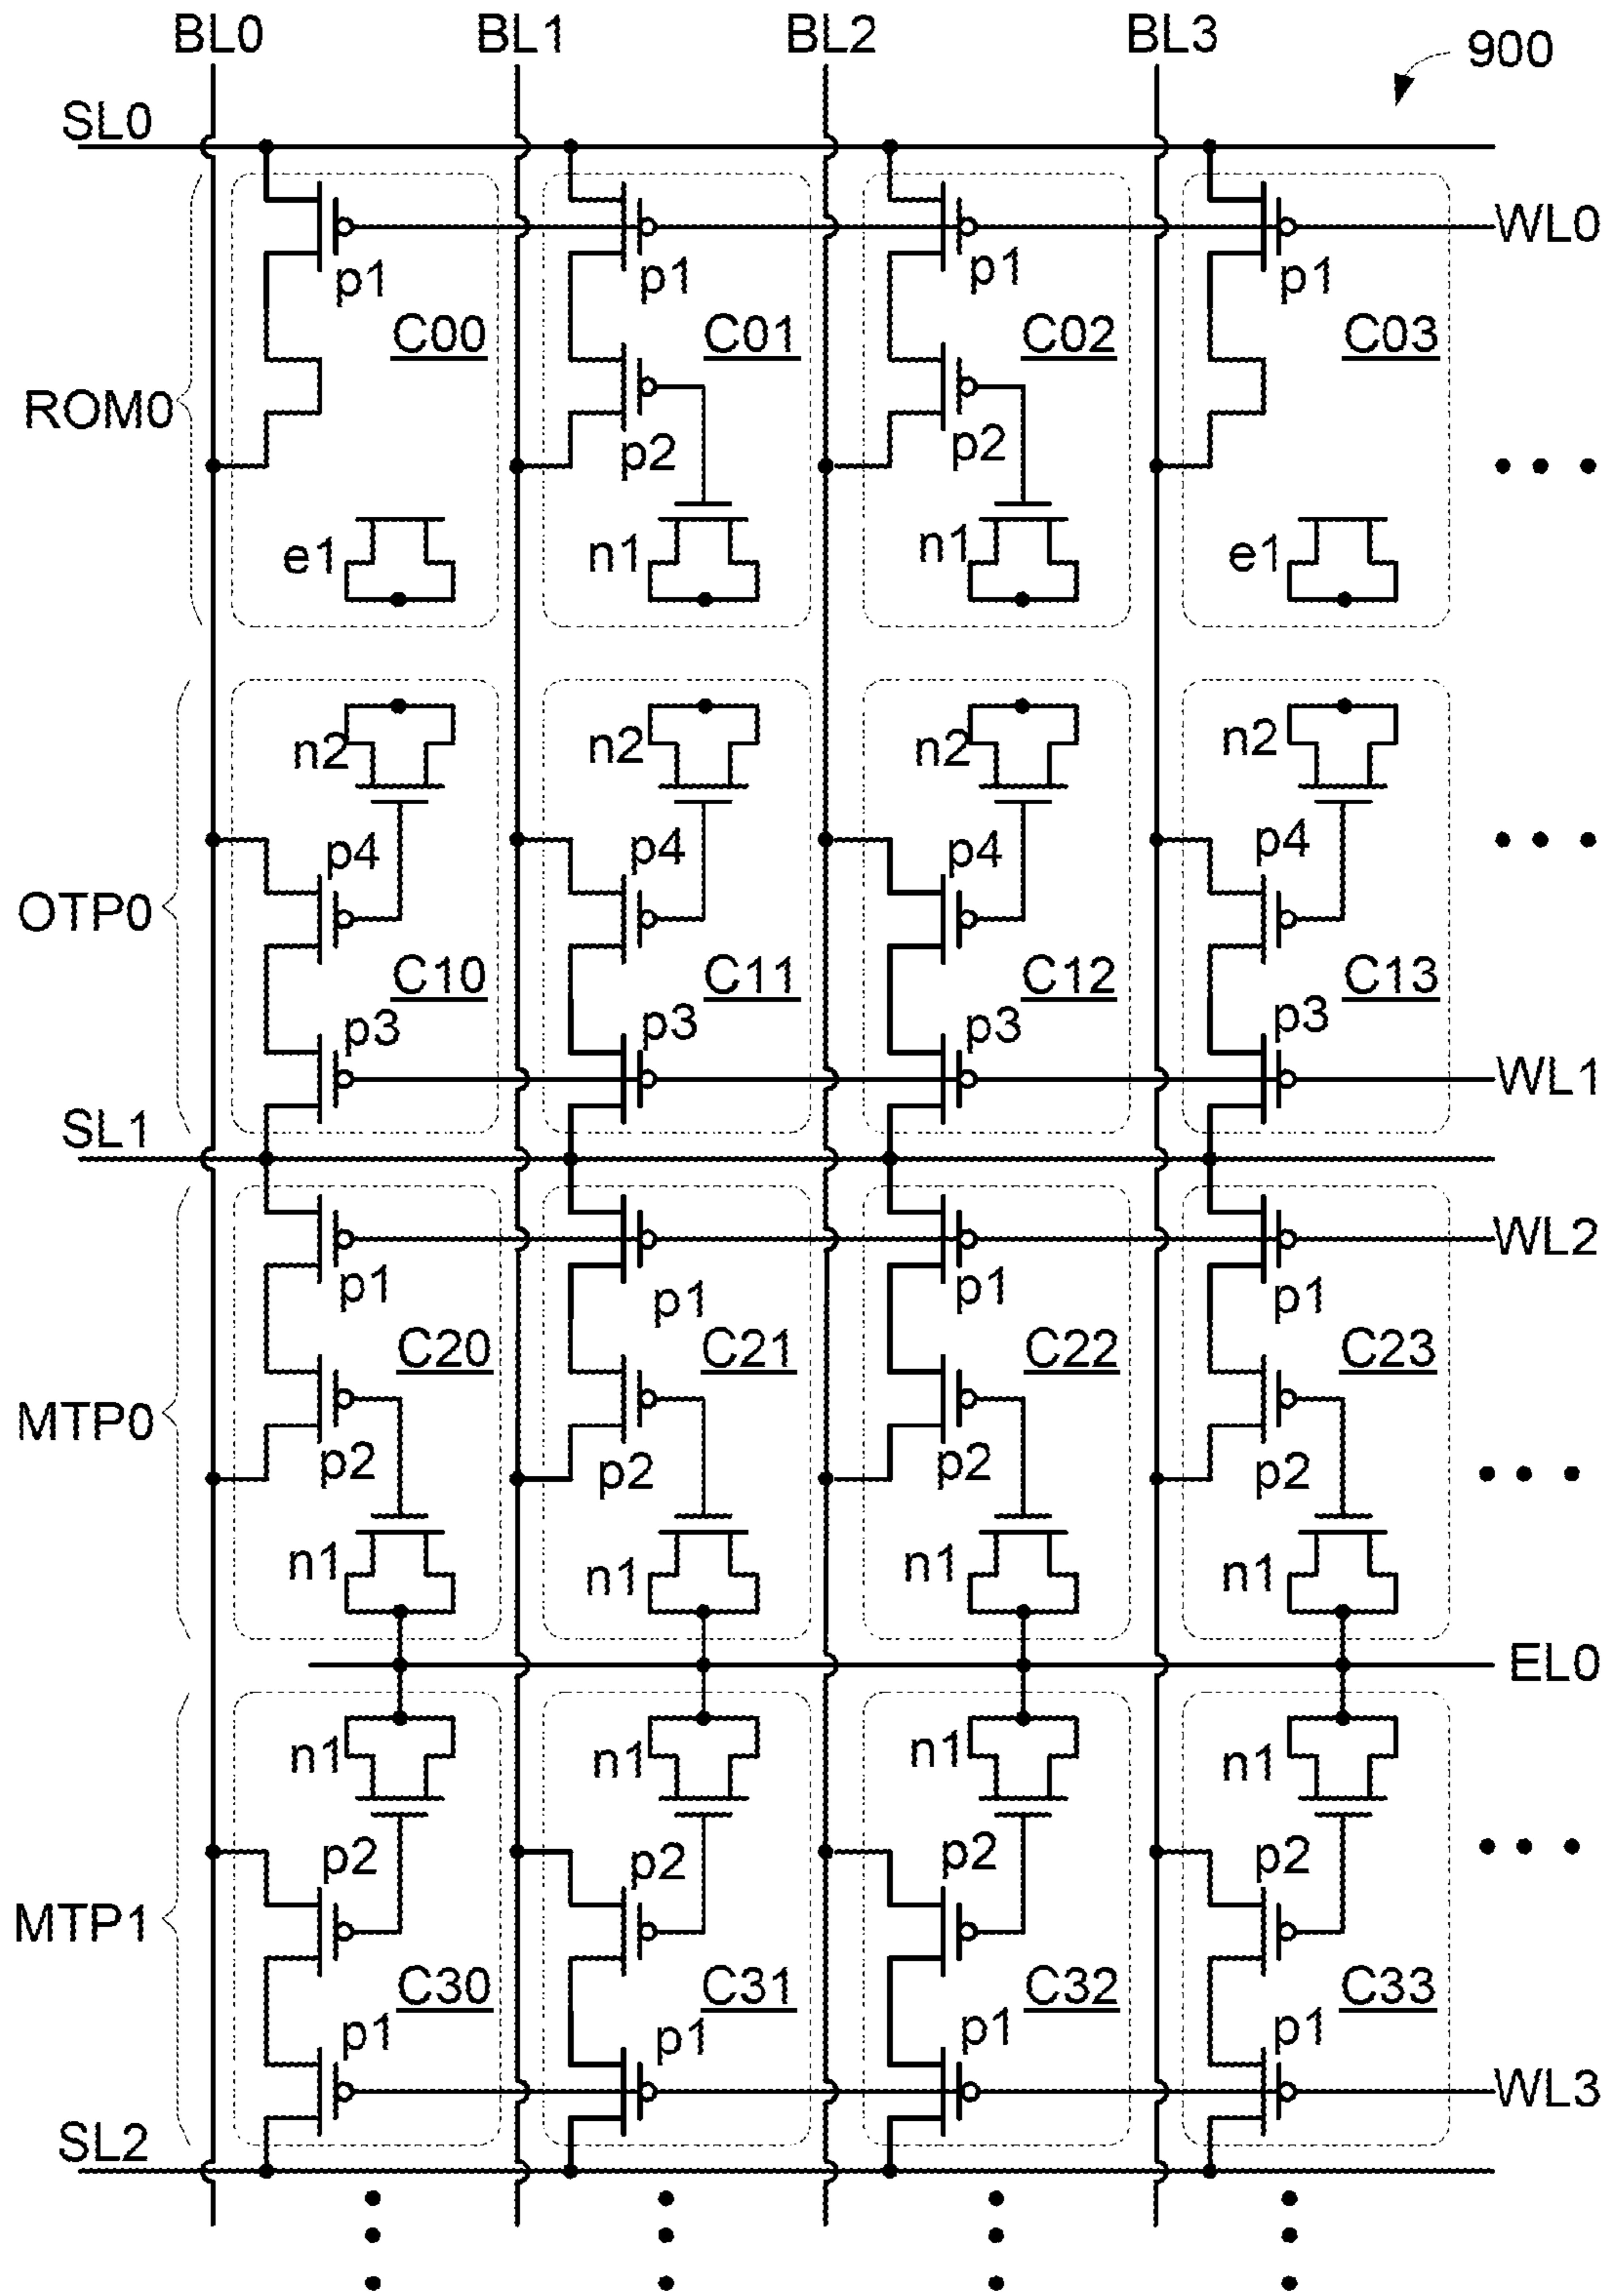 BL0 BL1 BL2 BL3
900
SL0
WL0
p1 p1 p1 p1
C00 C01 C02 C03
ROM0
p2 p2
e1 n1 n1 e1
n2 n2 n2 n2
p4 p4 p4 p4
OTP0
C10 C11 C12 C13
p3 p3 p3 p3
WL1
SL1
WL2
p1 p1 p1 p1
C20 C21 C22 C23
MTP0
p2 p2 p2 p2
n1 n1 n1 n1
EL0
n1 n1 n1 n1
p2 p2 p2 p2
MTP1
C30 C31 C32 C33
p1 p1 p1 p1
WL3
SL2